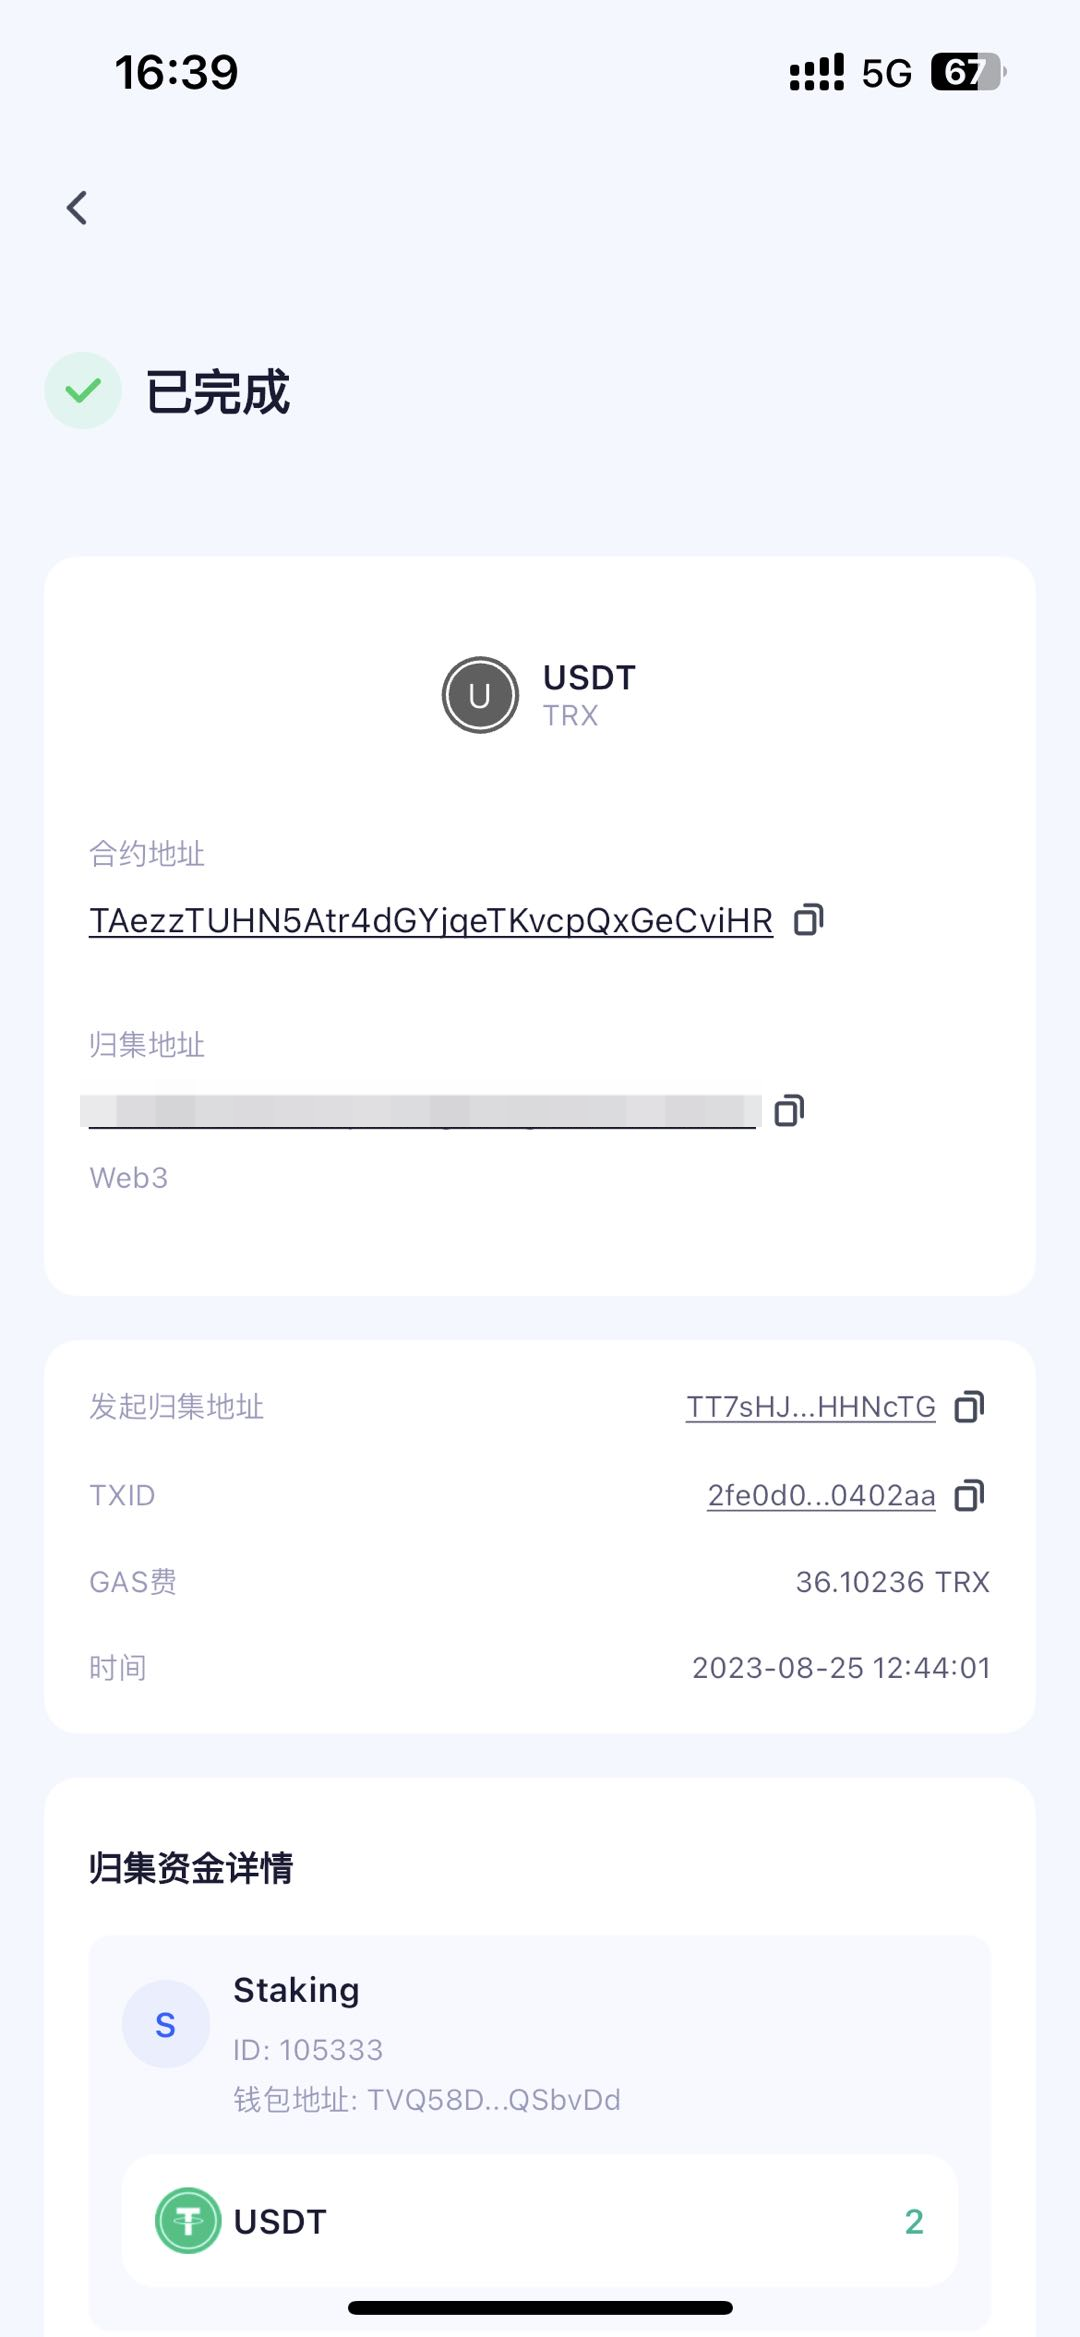 16:39
5G
67
已完成
U
USDT
TRX
合约地址
TAezzTUHN5Atr4dGYjqeTKvcpQxGeCviHR
归集地址
Web3
发起归集地址
TT7sHJ...HHNcTG
TXID
2fe0d0...0402aa
GAS费
36.10236 TRX
时间
2023-08-25 12:44:01
归集资金详情
S
Staking
ID: 105333
钱包地址: TVQ58D...QSbvDd
USDT
2